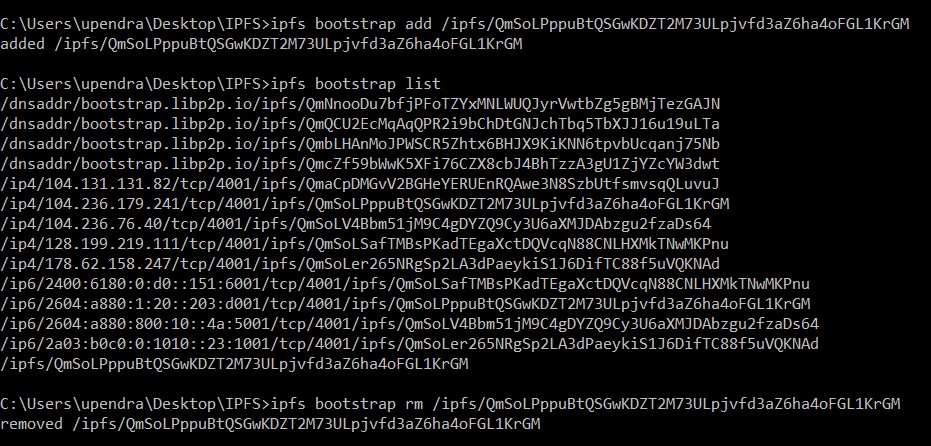 C:\Users\upendra\Desktop\IPFS>ipfs bootstrap add /ipfs/QmSoLPppuBtQSGwKDZT2M73ULpjvfd3aZ6ha4oFGL1KrGM
added /ipfs/QmSoLPppuBtQSGwKDZT2M73ULpjvfd3aZ6ha4oFGL1KrGM
C:\Users\upendra\Desktop\IPFS>ipfs bootstrap list
/dnsaddr/bootstrap.libp2p.io/ipfs/QmNnooDu7bfjPFoTZYxMNLWUQJyrVwtbZg5gBMjTezGAJN
/dnsaddr/bootstrap.libp2p.io/ipfs/QmQCU2EcMqAqQPR2i9bChDtGNJchTbq5TbXJJ16u19uLTa
/dnsaddr/bootstrap.libp2p.io/ipfs/QmbLHAnMoJPWSCR5Zhtx6BHJX9KiKNN6tpvbUcqanj75Nb
/dnsaddr/bootstrap.libp2p.io/ipfs/QmcZf59bWwK5XFi76CZX8cbJ4BhTzzA3gU1ZjYZcYW3dwt
/ip4/104.131.131.82/tcp/4001/ipfs/QmaCpDMGvV2BGHeYERUEnRQAwe3N8SzbUtfsmvsqQLuvuJ
/ip4/104.236.179.241/tcp/4001/ipfs/QmSoLPppuBtQSGwKDZT2M73ULpjvfd3aZ6ha4oFGL1KrGM
/ip4/104.236.76.40/tcp/4001/ipfs/QmSoLV4Bbm51jM9C4gDYZQ9Cy3U6aXMJDAbzgu2fzaDs64
/ip4/128.199.219.111/tcp/4001/ipfs/QmSoLSafTMBsPKadTEgaXctDQVcqN88CNLHXMkTNwMKPnu
/ip4/178.62.158.247/tcp/4001/ipfs/QmSoLer265NRgSp2LA3dPaeykiS1J6DifTC88f5uVQKNAd
/ip6/2400:6180:0:d0::151:6001/tcp/4001/ipfs/QmSoLSafTMBsPKadTEgaXctDQVcqN88CNLHXMkTNwMKPnu
/ip6/2604:a880:1:20::203:d001/tcp/4001/ipfs/QmSoLPppuBtQSGwKDZT2M73ULpjvfd3aZ6ha4oFGL1KrGM
/ip6/2604:a880:800:10::4a:5001/tcp/4001/ipfs/QmSoLV4Bbm51jM9C4gDYZQ9Cy3U6aXMJDAbzgu2fzaDs64
/ip6/2a03:b0c0:0:1010::23:1001/tcp/4001/ipfs/QmSoLer265NRgSp2LA3dPaeykiS1J6DifTC88f5uVQKNAd
/ipfs/QmSoLPppuBtQSGwKDZT2M73ULpjvfd3aZ6ha4oFGL1KrGM
C:\Users\upendra\Desktop\IPFS>ipfs bootstrap rm /ipfs/QmSoLPppuBtQSGwKDZT2M73ULpjvfd3aZ6ha4oFGL1KrGM
removed /ipfs/QmSoLPppuBtQSGwKDZT2M73ULpjvfd3aZ6ha4oFGL1KrGM